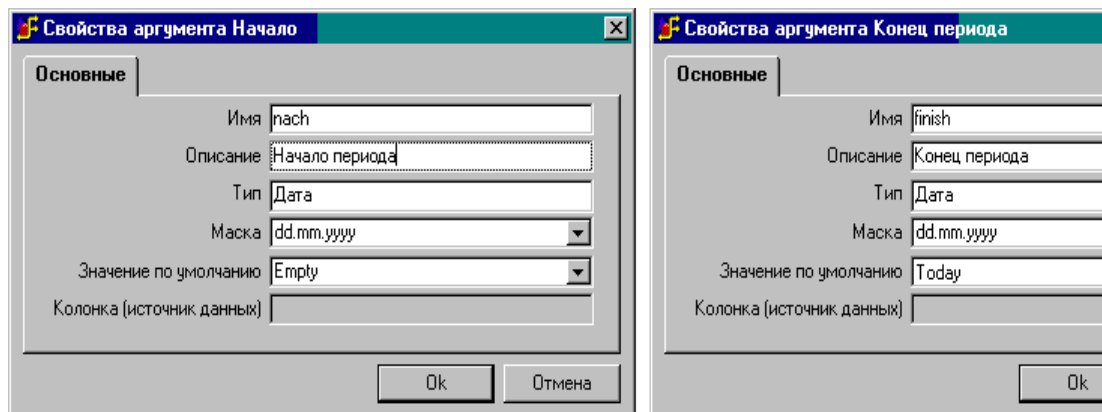 Свойства аргумента Начало
Основные
Имя nach
Описание Начало периода
Тип Дата
Маска dd.mm.yyyy
Значение по умолчанию Empty
Колонка (источник данных)
Ok Отмена
Свойства аргумента Конец периода
Основные
Имя finish
Описание Конец периода
Тип Дата
Маска dd.mm.yyyy
Значение по умолчанию Today
Колонка (источник данных)
Ok